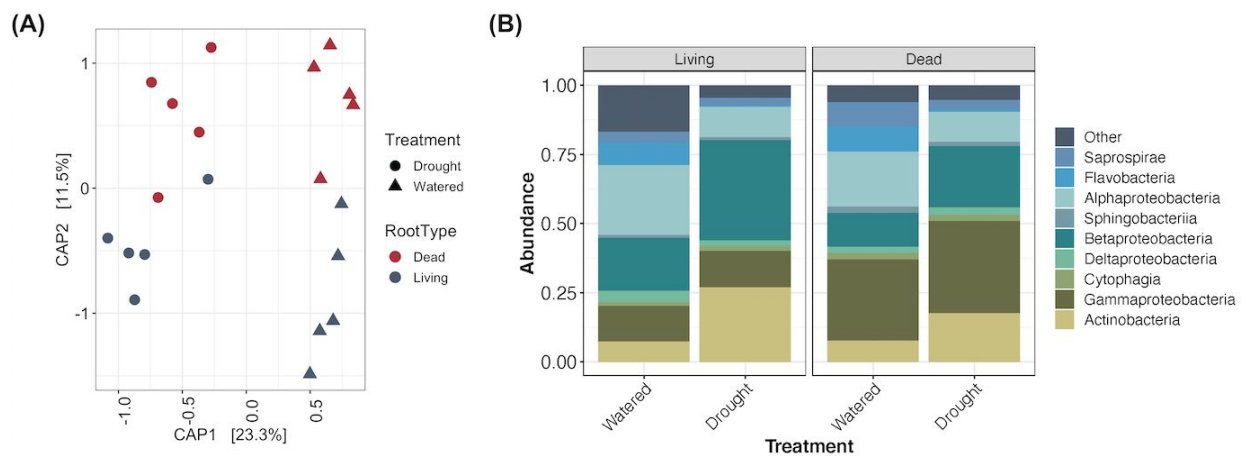 (A)
1
0
-1
CAP2 [11.5%]
-1.0
-0.5
0.0
0.5
CAP1 [23.3%]
Treatment
Drought
Watered
RootType
Dead
Living
(B)
Living
Dead
1.00
0.75
0.50
0.25
0.00
Abundance
Watered
Drought
Watered
Drought
Treatment
Other
Saprospirae
Flavobacteria
Alphaproteobacteria
Sphingobacteriia
Betaproteobacteria
Deltaproteobacteria
Cytophagia
Gammaproteobacteria
Actinobacteria